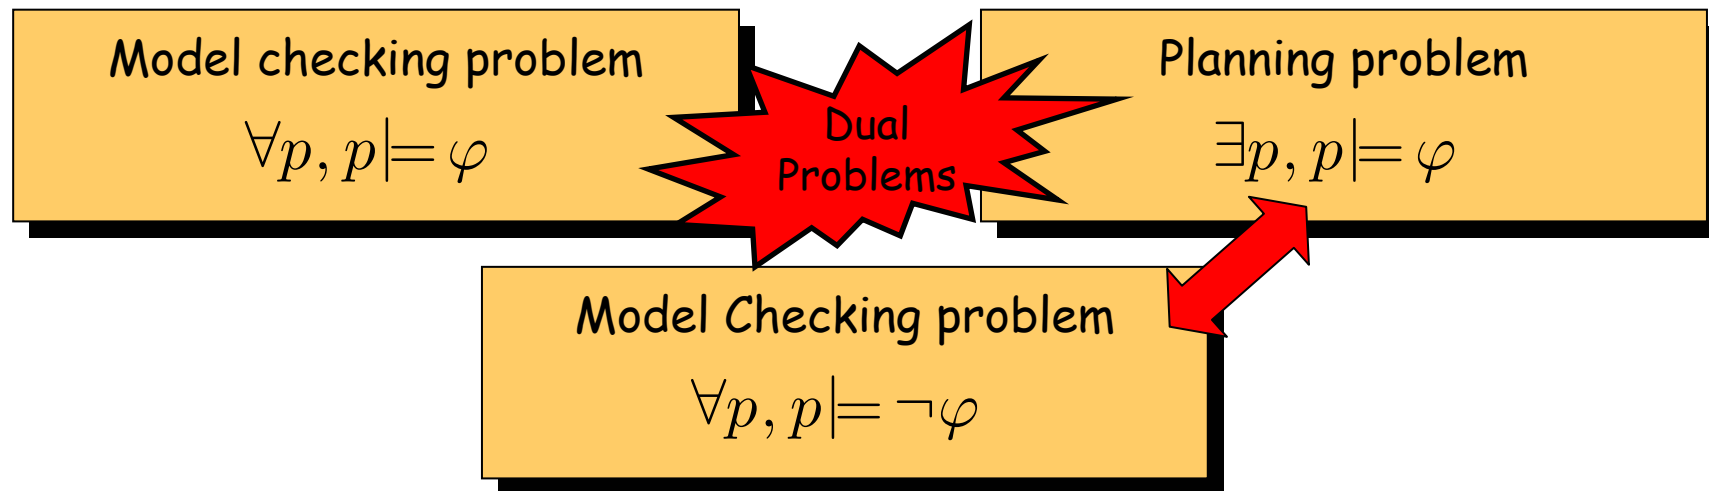 Model checking problem
∀p, p|= φ
Dual
Problems
Planning problem
∃p, p|= φ
Model Checking problem
∀p, p|= ¬φ